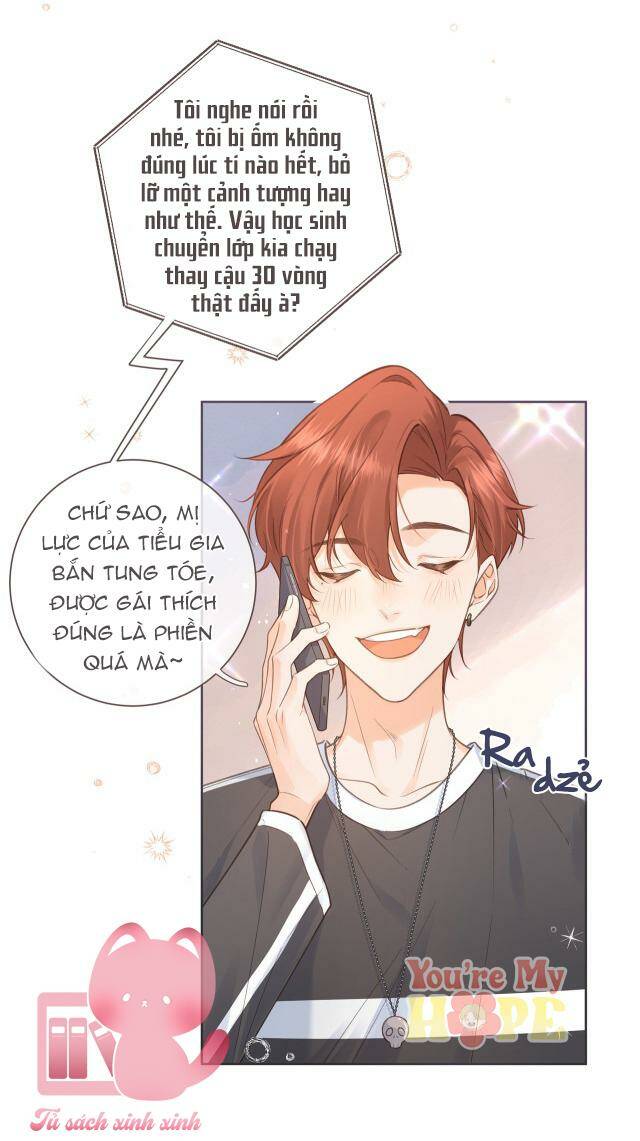 Tôi nghe nói rồi
nhé, tôi bị ốm không
đúng lúc tí nào hết, bỏ
lỡ một cảnh tượng hay
như thế. Vậy học sinh
chuyển lớp kia chạy
thay cậu 30 vòng
thật đấy à?
CHỨ SAO, MỊ
LỰC CỦA TIỂU GIA
BẮN TUNG TÓE,
ĐƯỢC GÁI THÍCH
ĐÚNG LÀ PHIỀN
QUÁ MÀ~
Ra
dzẻ
You're My
HOPE
Tủ sách xinh xinh